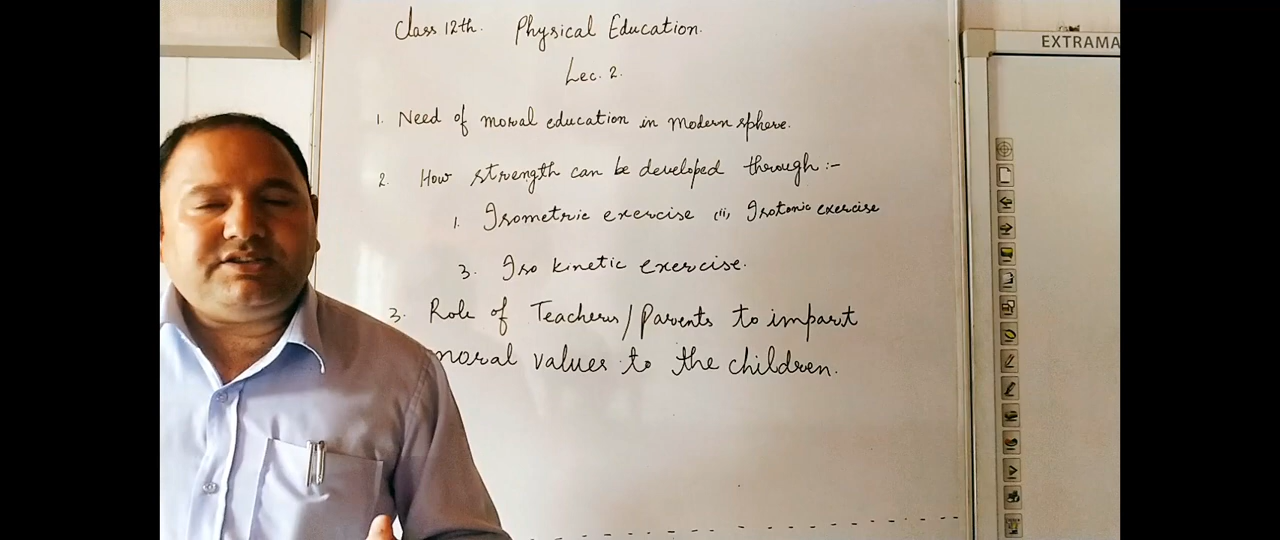 Class 12th. Physical Education.
Lec. 2.
1. Need of moral education in modern sphere.
2. How strength can be developed through :-
1. Isometric exercise (ii) Isotonic exercise
3. Iso kinetic exercise.
3. Role of Teachers/Parents to impart
moral values to the children.
EXTRAMA